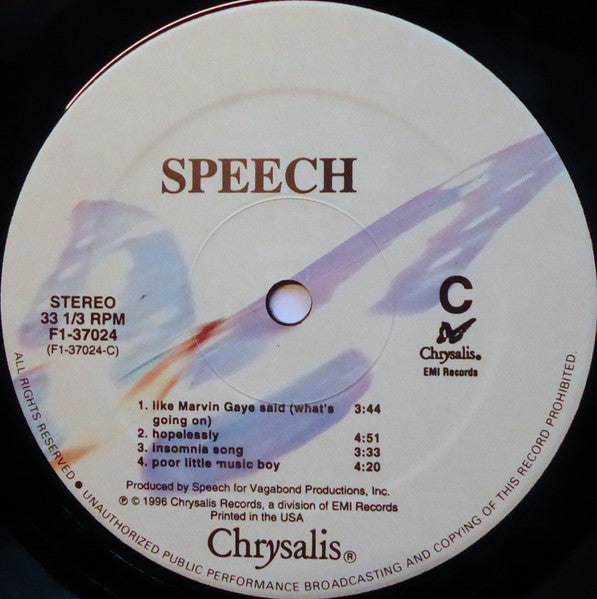 SPEECH
STEREO
33 1/3 RPM
F1-37024
(F1-37024-C)
C
Chrysalis®
EMI Records
1. like Marvin Gaye said (what's going on) 3:44
2. hopelessly 4:51
3. insomnia song 3:33
4. poor little music boy 4:20
Produced by Speech for Vagabond Productions, Inc.
℗ © 1996 Chrysalis Records, a division of EMI Records
Printed in the USA
Chrysalis®
ALL RIGHTS RESERVED • UNAUTHORIZED PUBLIC PERFORMANCE BROADCASTING AND COPYING OF THIS RECORD PROHIBITED.